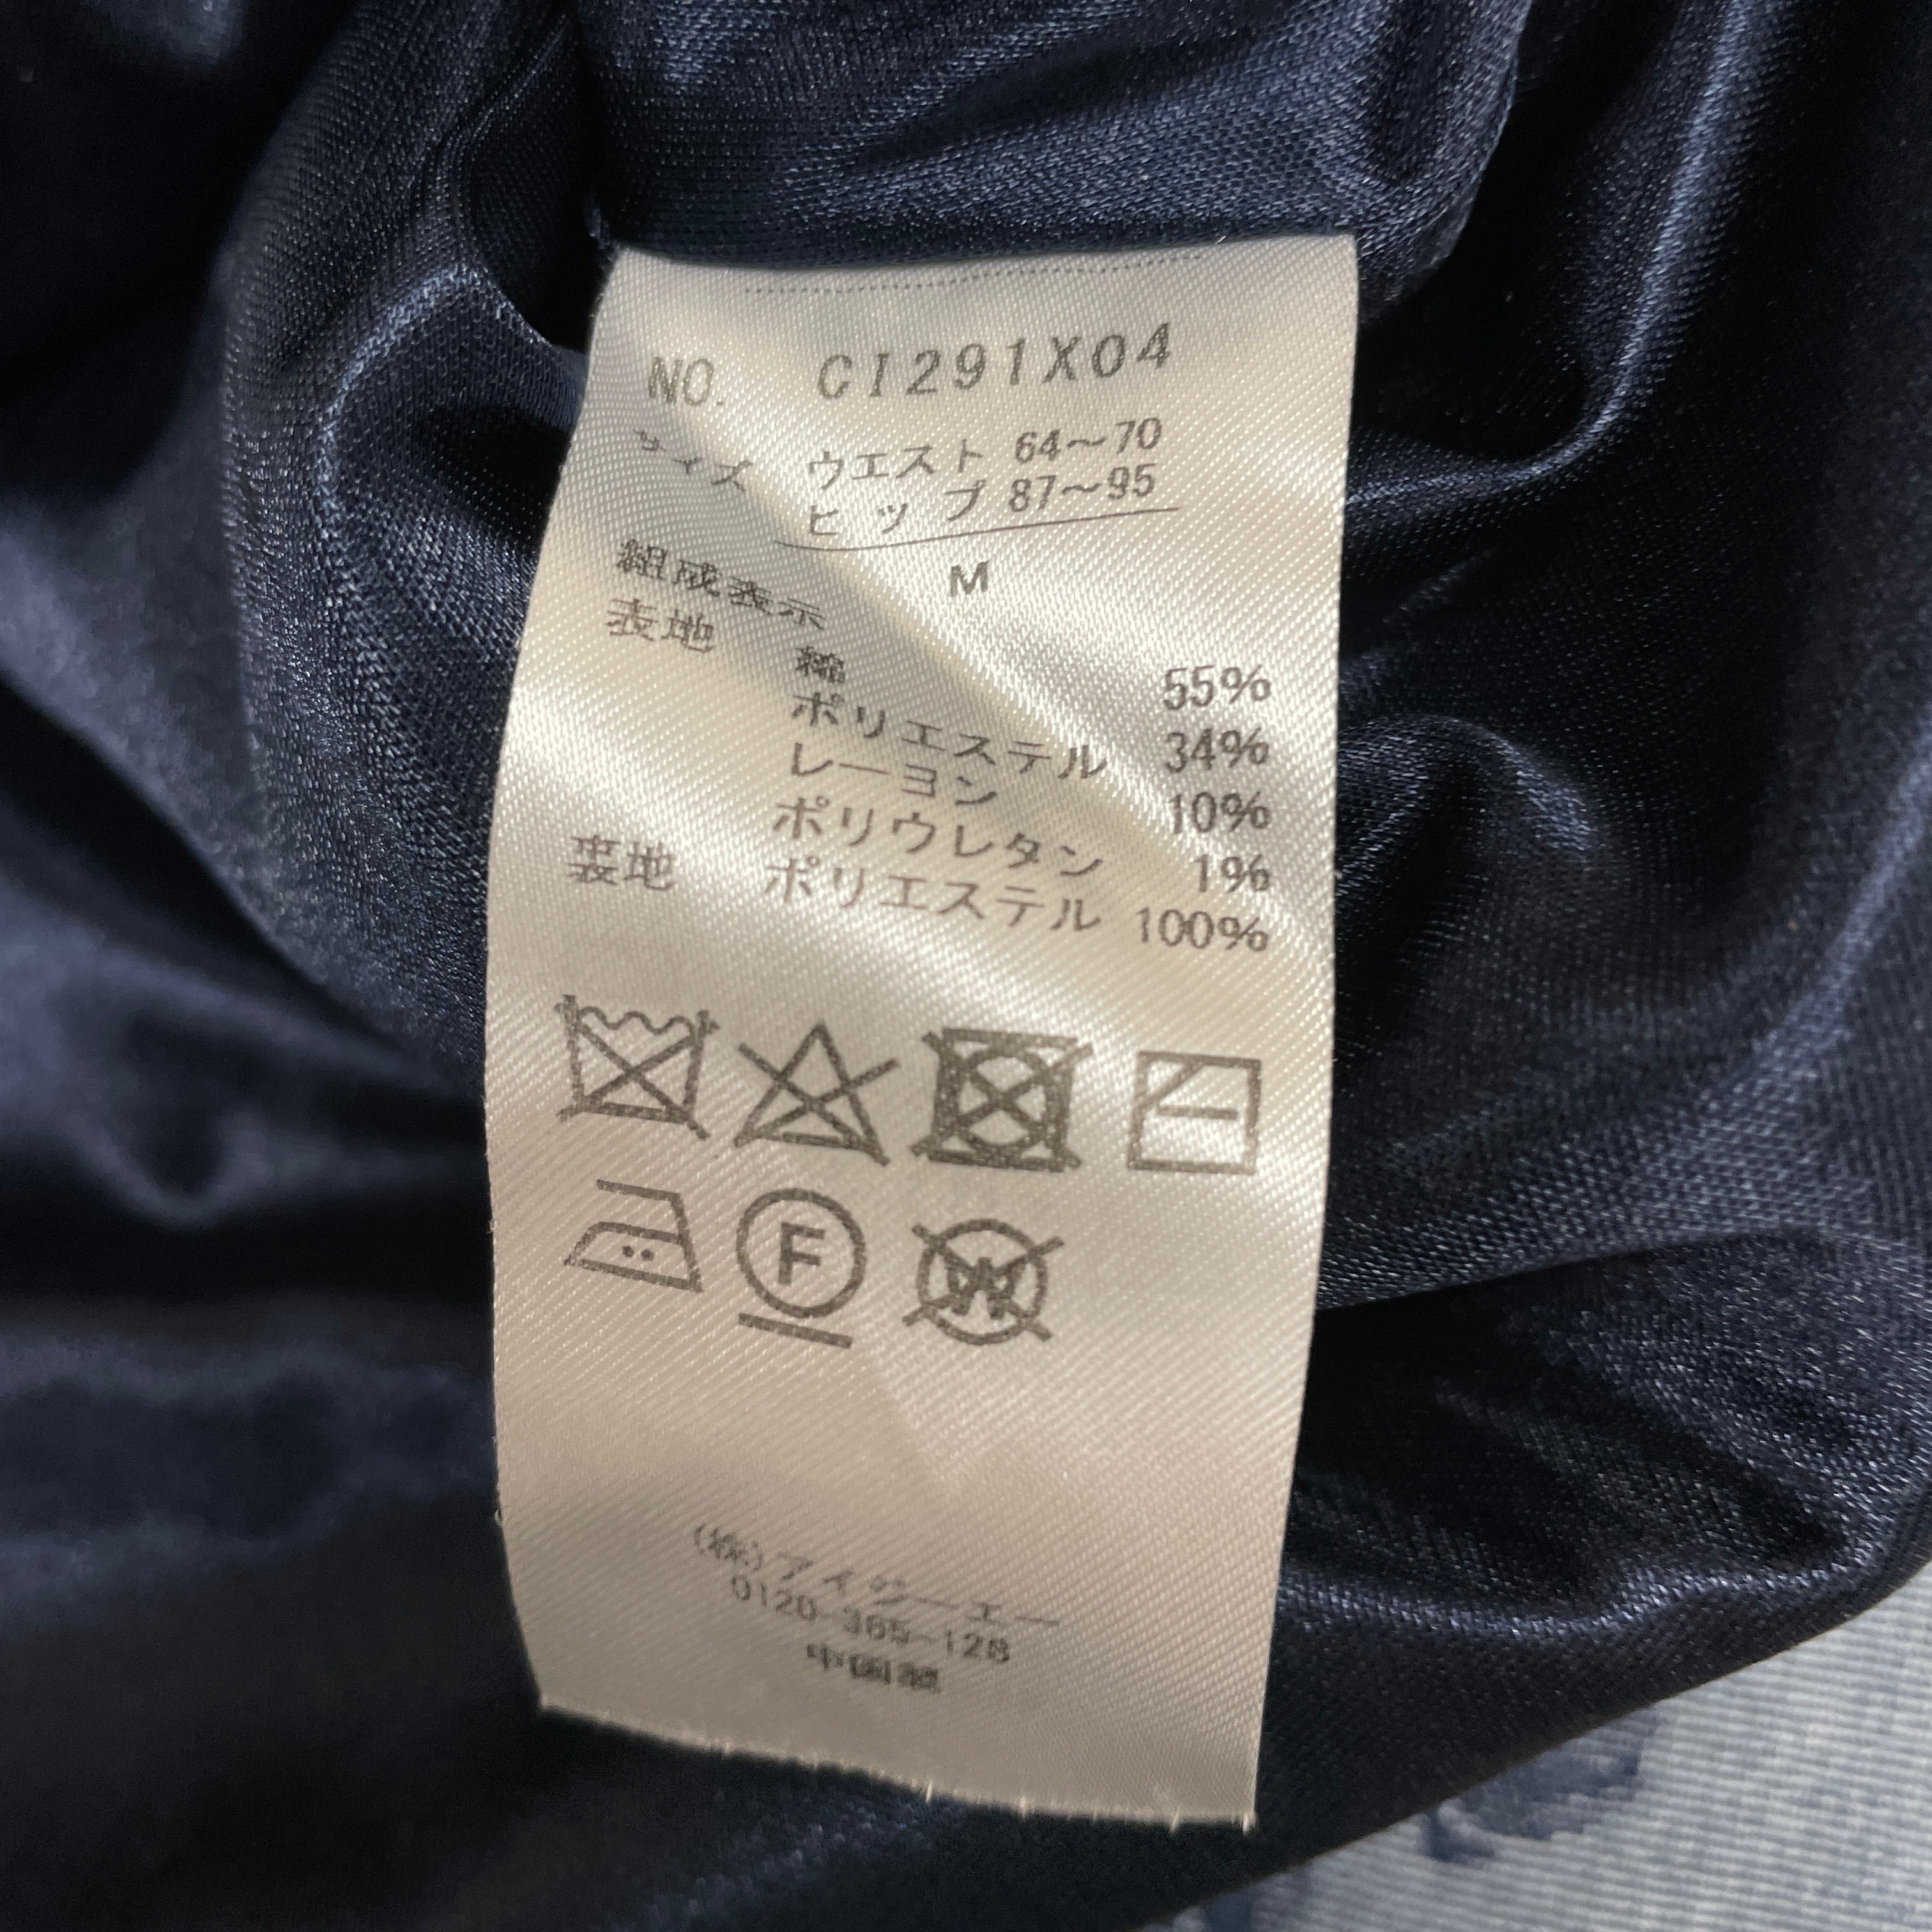 NO. CI291X04
サイズ ウエスト 64～70
ヒップ 87～95
M
組成表示
表地 綿 55%
ポリエステル 34%
レーヨン 10%
ポリウレタン 1%
裏地 ポリエステル 100%
F W
(株)アイジーエー
0120-365-128
中国製